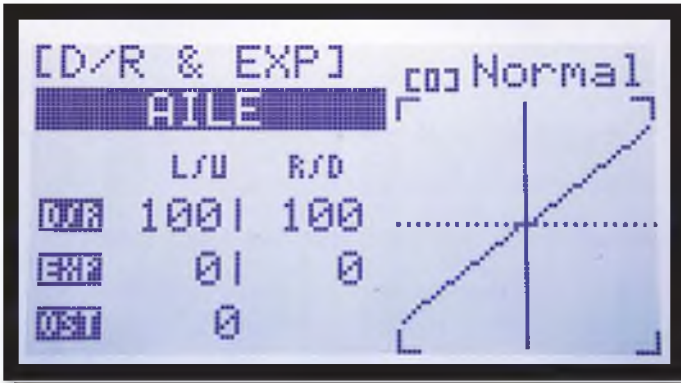 [D/R & EXP]
[0] Normal
AILE
L/U R/D
D/R 100| 100
EXP 0| 0
OST 0